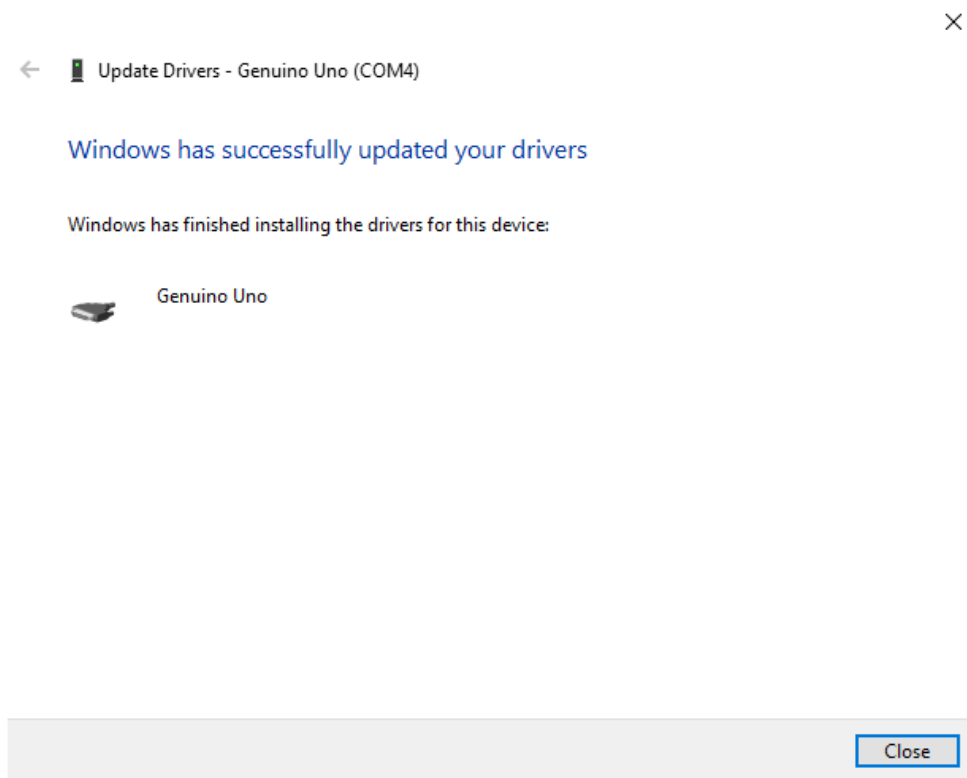 Update Drivers - Genuino Uno (COM4)
Windows has successfully updated your drivers
Windows has finished installing the drivers for this device:
Genuino Uno
Close